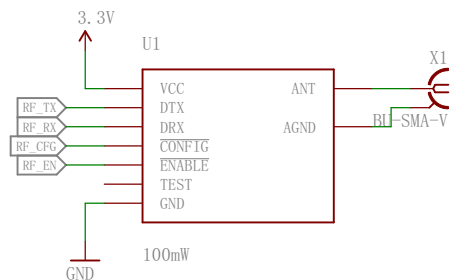 3.3V
U1
X1
VCC
ANT
RF_TX
DTX
RF_RX
DRX
AGND
BU-SMA-V
RF_CFG
CONFIG
RF_EN
ENABLE
TEST
GND
100mW
GND